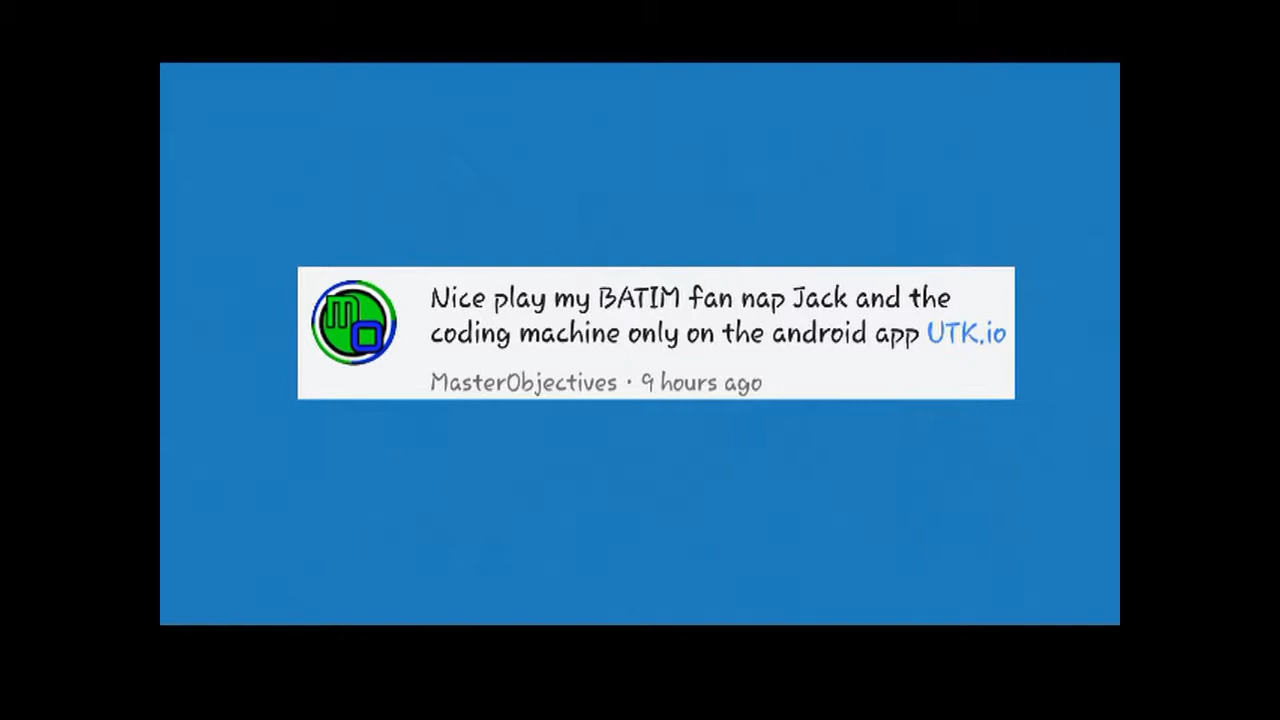 Nice play my BATIM fan nap Jack and the
coding machine only on the android app UTK.io
MasterObjectives · 9 hours ago